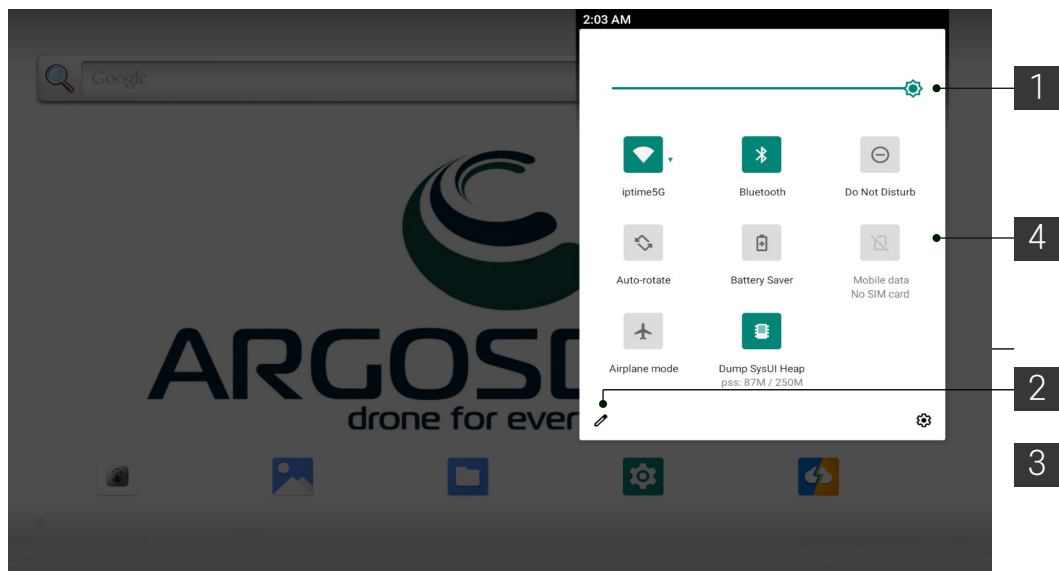 2:03 AM
Google
1
iptime5G
Bluetooth
Do Not Disturb
4
Auto-rotate
Battery Saver
Mobile data
No SIM card
ARGOSD
Airplane mode
Dump SysUI Heap
pss: 87M / 250M
2
drone for ever
3